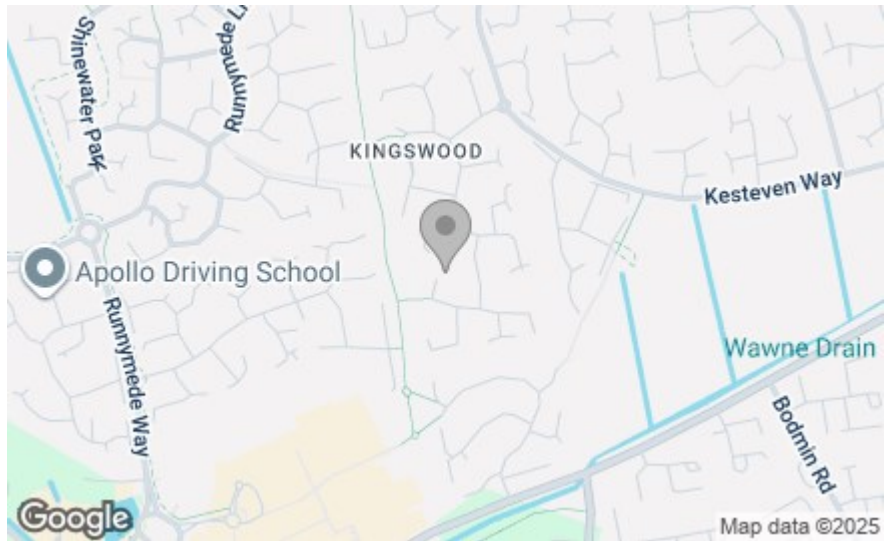 Shinewater Park
Runnymede
KINGSWOOD
Kesteven Way
Apollo Driving School
Runnymede Way
Wawne Drain
Bodmin Rd
Google
Map data ©2025